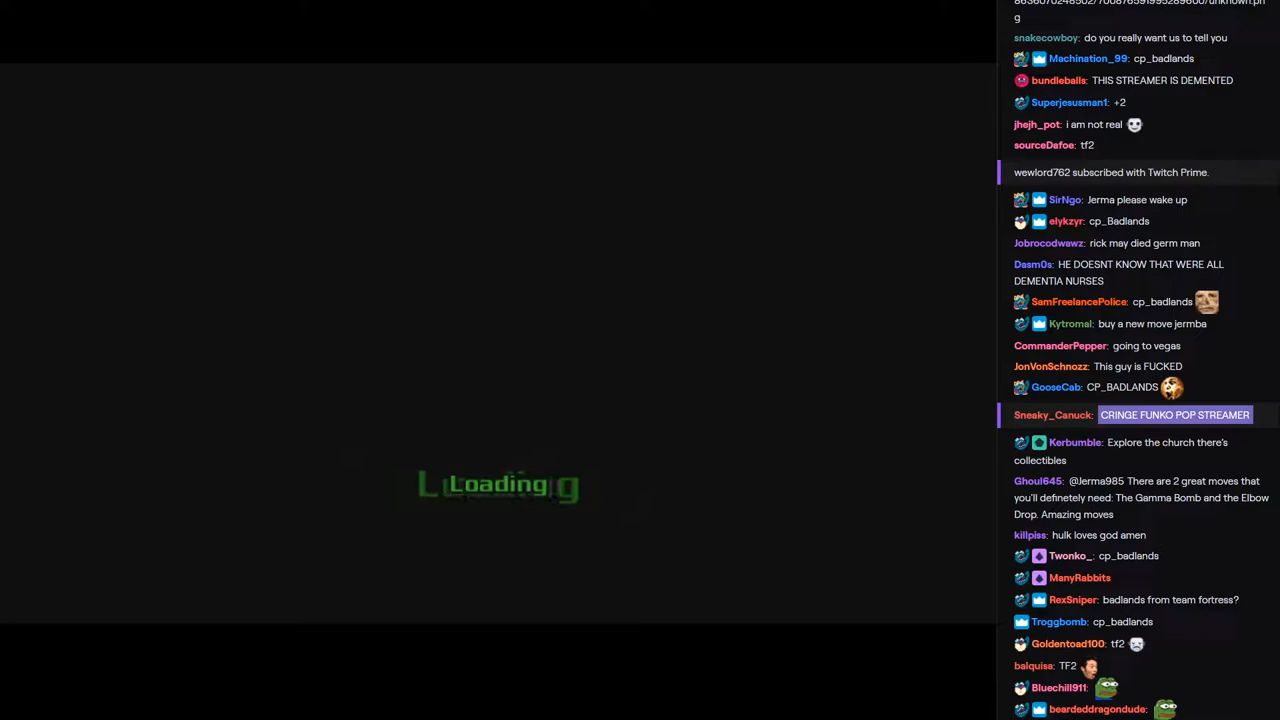 8636070248502/700876591995289600/unknown.pn
g
snakecowboy: do you really want us to tell you
Machination_99: cp_badlands
bundleballs: THIS STREAMER IS DEMENTED
Superjesusman1: +2
jhejh_pot: i am not real
sourceDafoe: tf2
wewlord762 subscribed with Twitch Prime.
SirNgo: Jerma please wake up
elykzyr: cp_Badlands
Jobrocodwawz: rick may died germ man
Dasm0s: HE DOESNT KNOW THAT WERE ALL
DEMENTIA NURSES
SamFreelancePolice: cp_badlands
Kytromal: buy a new move jermba
CommanderPepper: going to vegas
JonVonSchnozz: This guy is FUCKED
GooseCab: CP_BADLANDS
Sneaky_Canuck: CRINGE FUNKO POP STREAMER
Kerbumble: Explore the church there's
collectibles
Ghoul645: @Jerma985 There are 2 great moves that
you'll definetely need: The Gamma Bomb and the Elbow
Drop. Amazing moves
killpiss: hulk loves god amen
Twonko_: cp_badlands
ManyRabbits
RexSniper: badlands from team fortress?
Troggbomb: cp_badlands
Goldentoad100: tf2
balquisa: TF2
Bluechill911:
beardeddragondude:
Loading